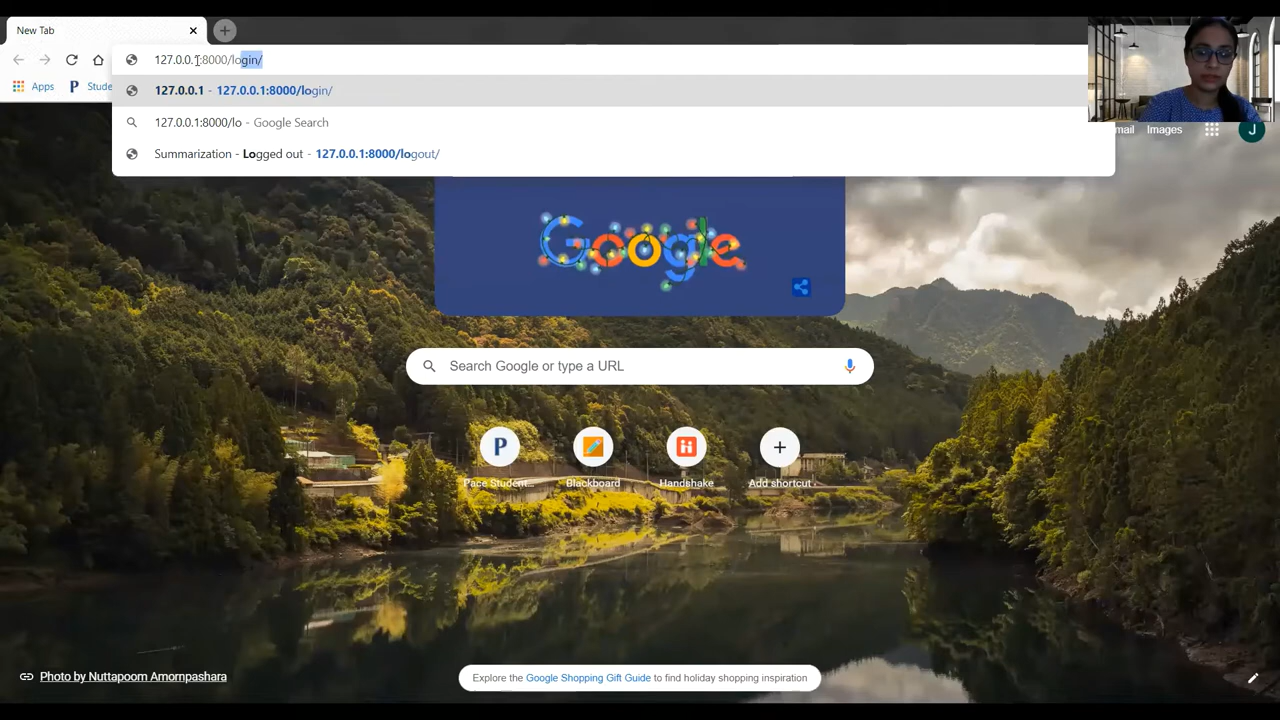 New Tab
127.0.0.1:8000/login/
Apps
P Stude
127.0.0.1 - 127.0.0.1:8000/login/
127.0.0.1:8000/lo - Google Search
Summarization - Logged out - 127.0.0.1:8000/logout/
mail
Images
J
Google
Search Google or type a URL
P
Pace Student...
Blackboard
Handshake
Add shortcut
Photo by Nuttapoom Amornpashara
Explore the Google Shopping Gift Guide to find holiday shopping inspiration